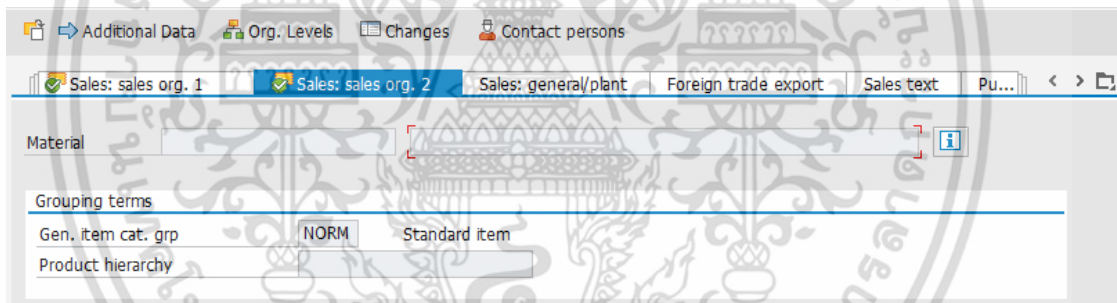 Additional Data Org. Levels Changes Contact persons
Sales: sales org. 1 Sales: sales org. 2 Sales: general/plant Foreign trade export Sales text Pu...
Material
Grouping terms
Gen. item cat. grp NORM Standard item
Product hierarchy